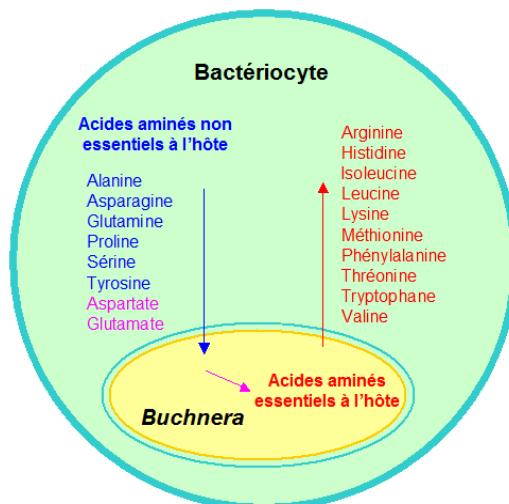 Bactériocyte
Acides aminés non
essentiels à l'hôte
Alanine
Asparagine
Glutamine
Proline
Sérine
Tyrosine
Aspartate
Glutamate
Arginine
Histidine
Isoleucine
Leucine
Lysine
Méthionine
Phénylalanine
Thréonine
Tryptophane
Valine
Acides aminés
essentiels à l'hôte
Buchnera